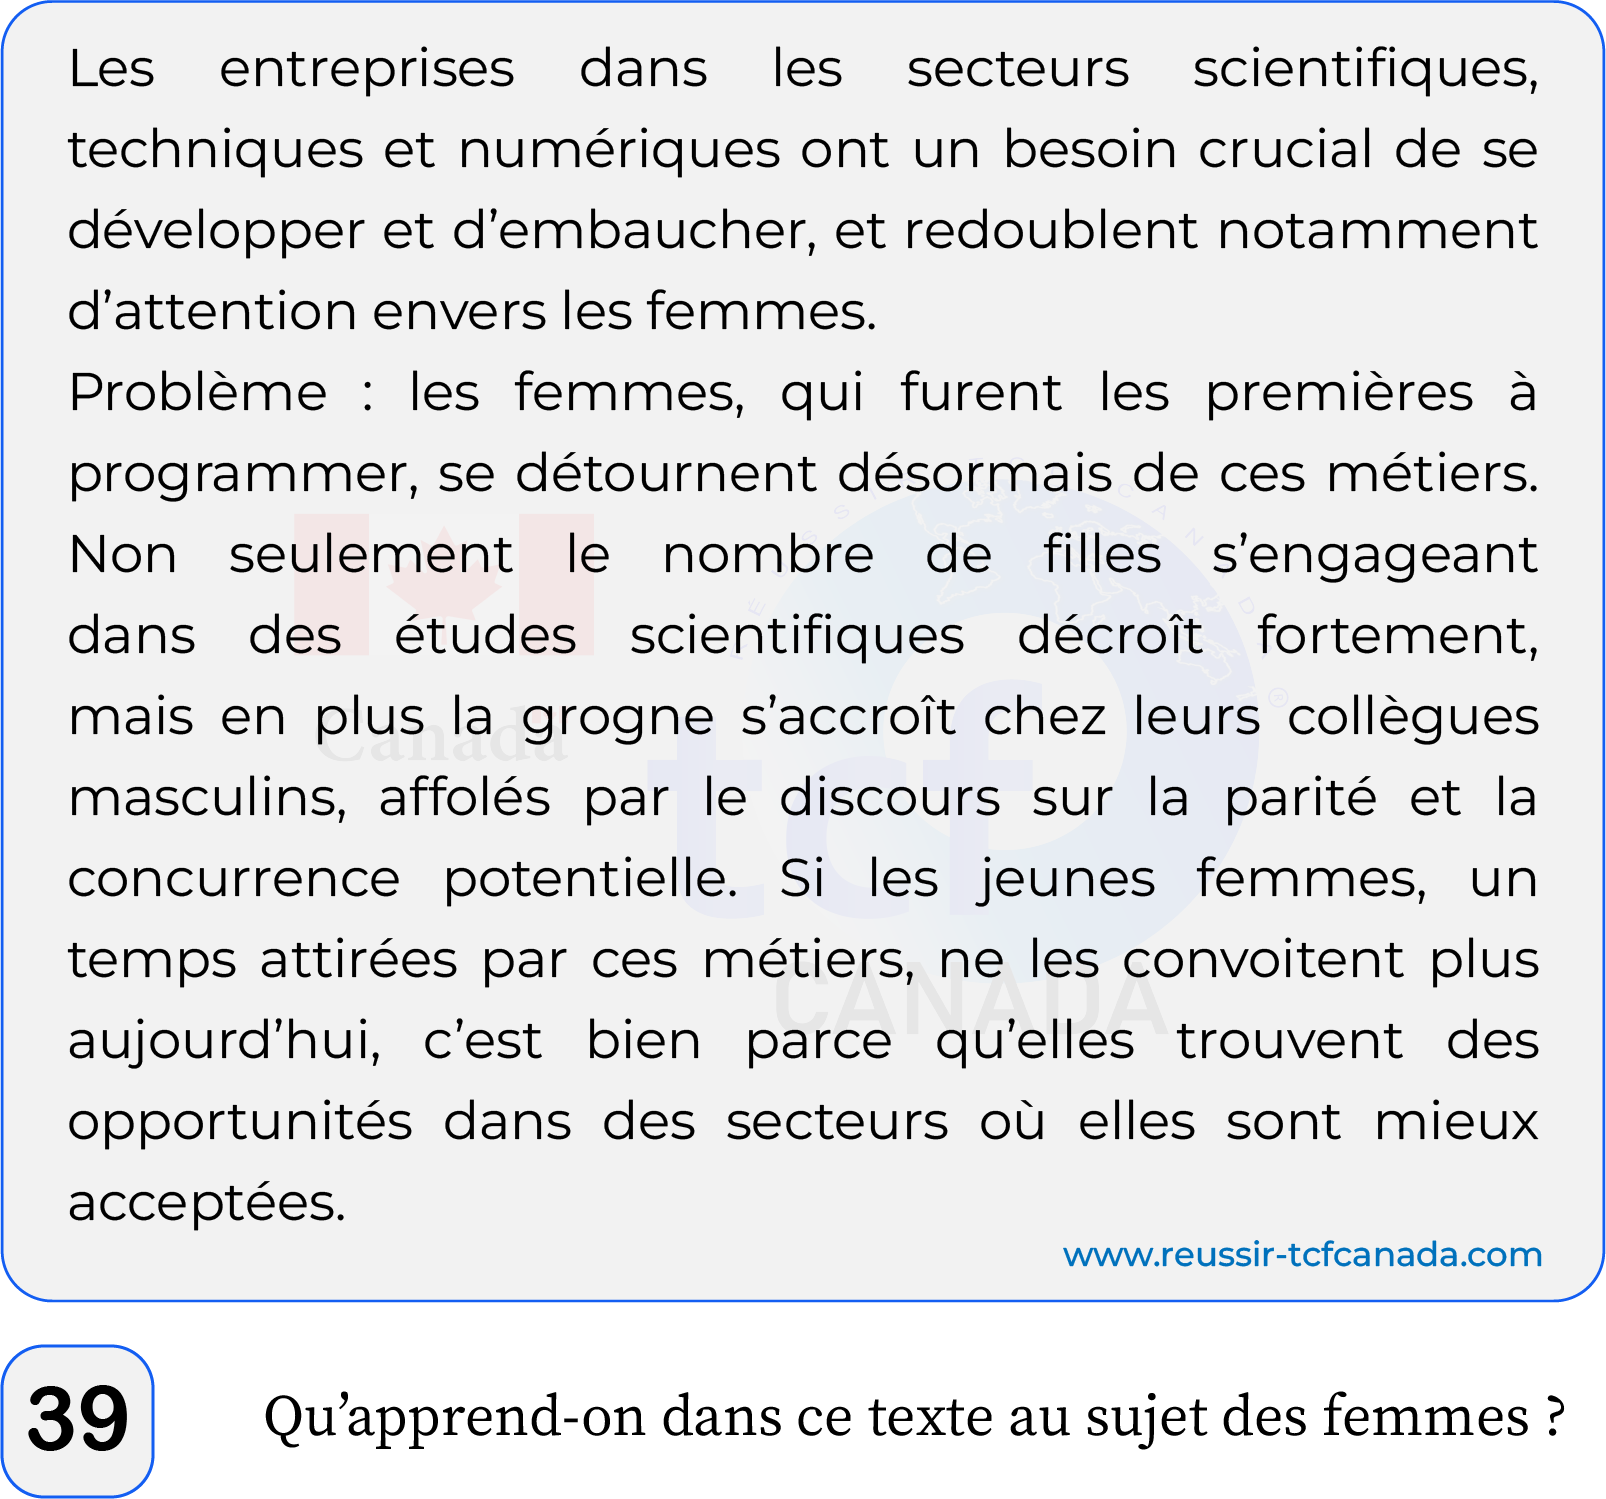 Les entreprises dans les secteurs scientifiques,
techniques et numériques ont un besoin crucial de se
développer et d’embaucher, et redoublent notamment
d’attention envers les femmes.
Problème : les femmes, qui furent les premières à
programmer, se détournent désormais de ces métiers.
Non seulement le nombre de filles s’engageant
dans des études scientifiques décroît fortement,
mais en plus la grogne s’accroît chez leurs collègues
masculins, affolés par le discours sur la parité et la
concurrence potentielle. Si les jeunes femmes, un
temps attirées par ces métiers, ne les convoitent plus
aujourd’hui, c’est bien parce qu’elles trouvent des
opportunités dans des secteurs où elles sont mieux
acceptées.
Canada
tcf
CANADA
www.reussir-tcfcanada.com
39
Qu’apprend-on dans ce texte au sujet des femmes ?